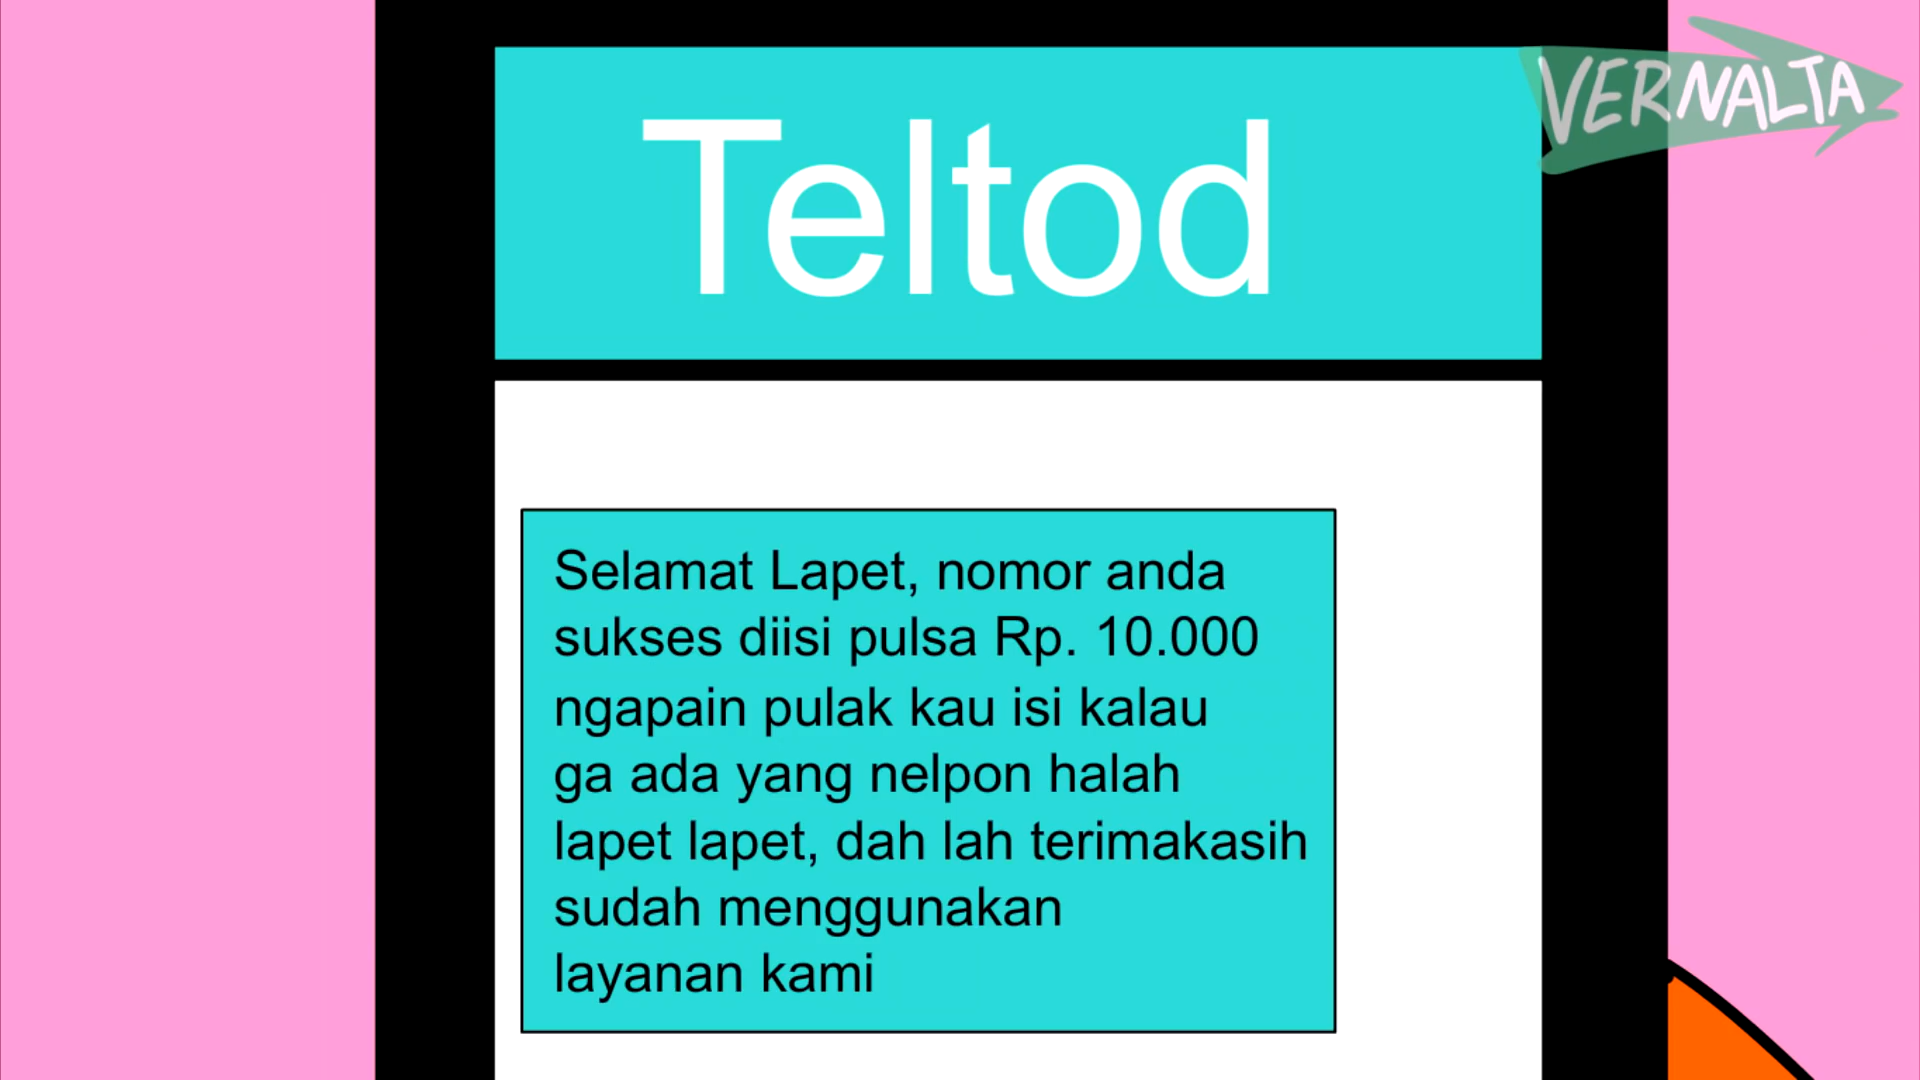 Teltod
VERNALTA
Selamat Lapet, nomor anda
sukses diisi pulsa Rp. 10.000
ngapain pulak kau isi kalau
ga ada yang nelpon halah
lapet lapet, dah lah terimakasih
sudah menggunakan
layanan kami